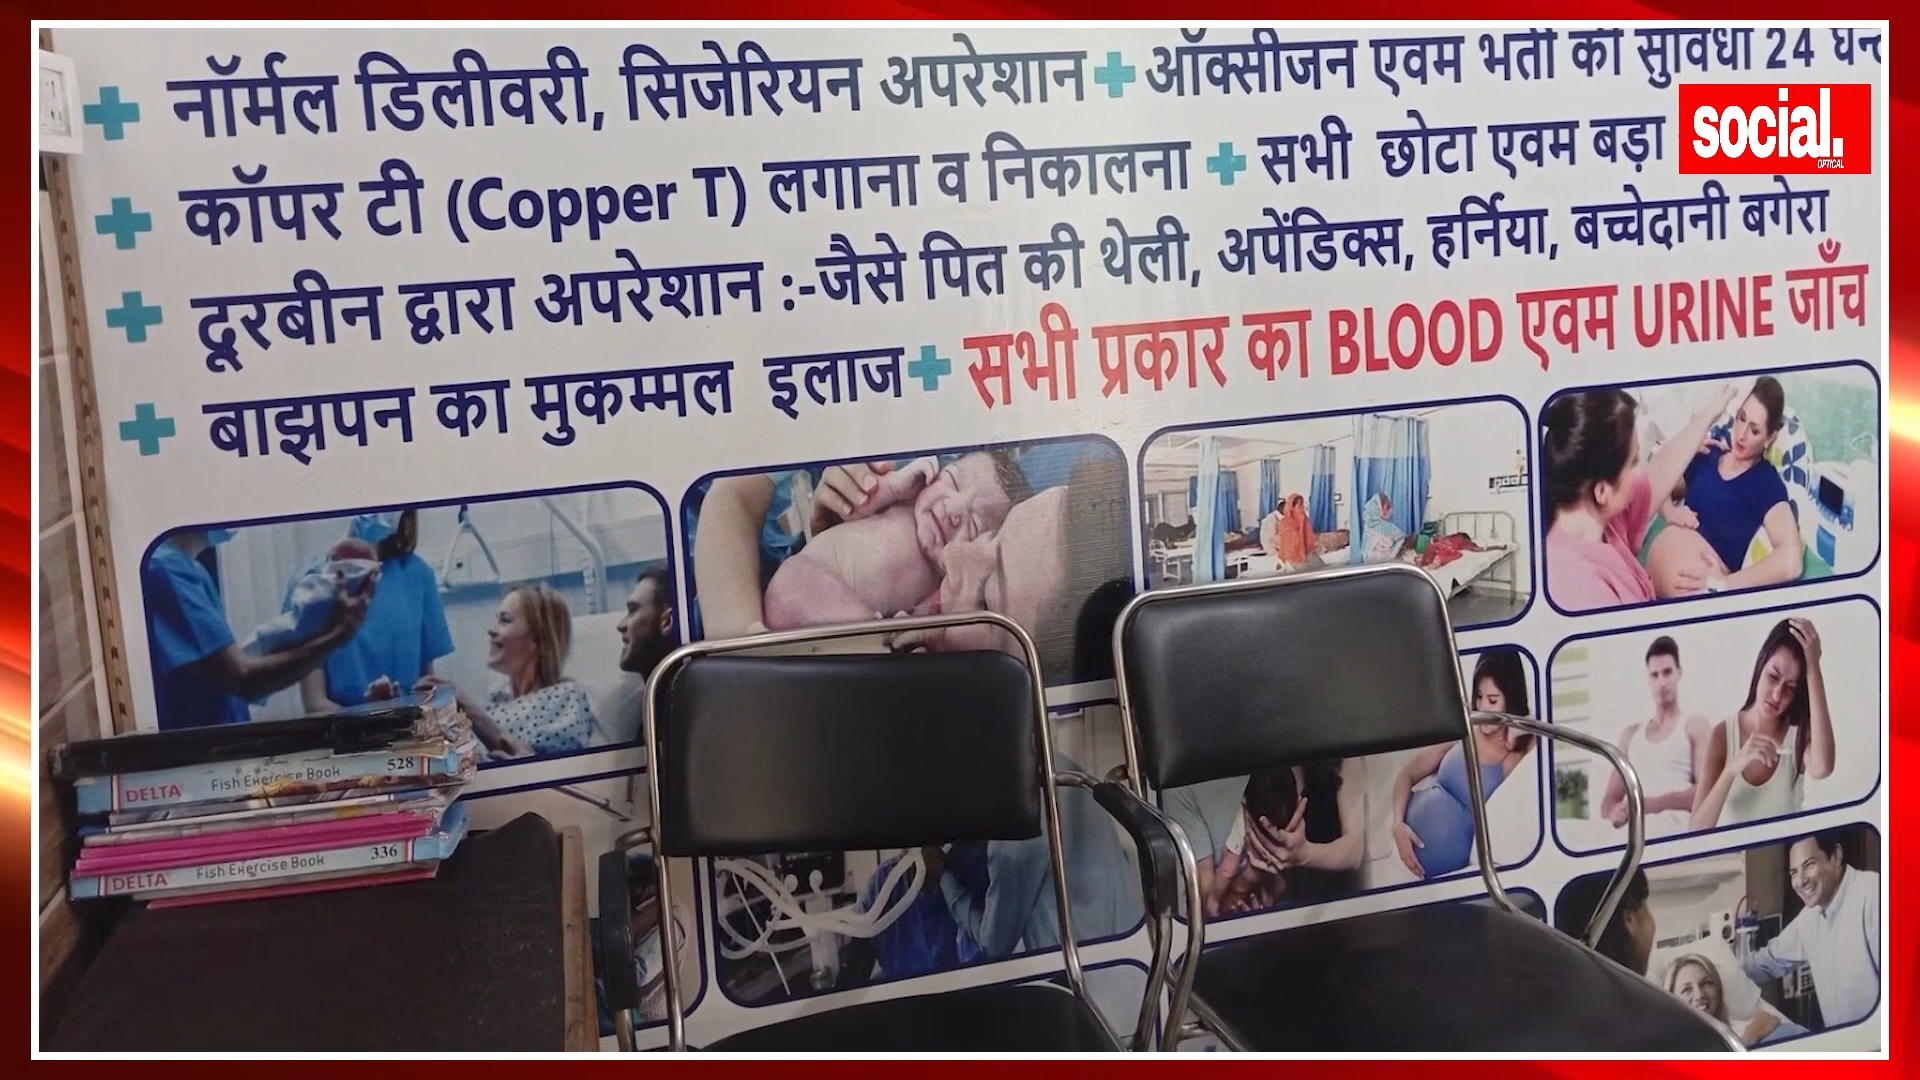 नॉर्मल डिलीवरी, सिजेरियन अपरेशान ऑक्सीजन एवम भर्ती की सुविधा 24
कॉपर टी (Copper T) लगाना व निकालना सभी छोटा एवम बड़ा
दूरबीन द्वारा अपरेशान :-जैसे पित की थेली, अपेंडिक्स, हर्निया, बच्चेदानी बगेरा
बाझपन का मुकम्मल इलाज सभी प्रकार का BLOOD एवम URINE जाँच
social.
OPTICAL
DELTA Fish Exercise Book 528
DELTA Fish Exercise Book 336